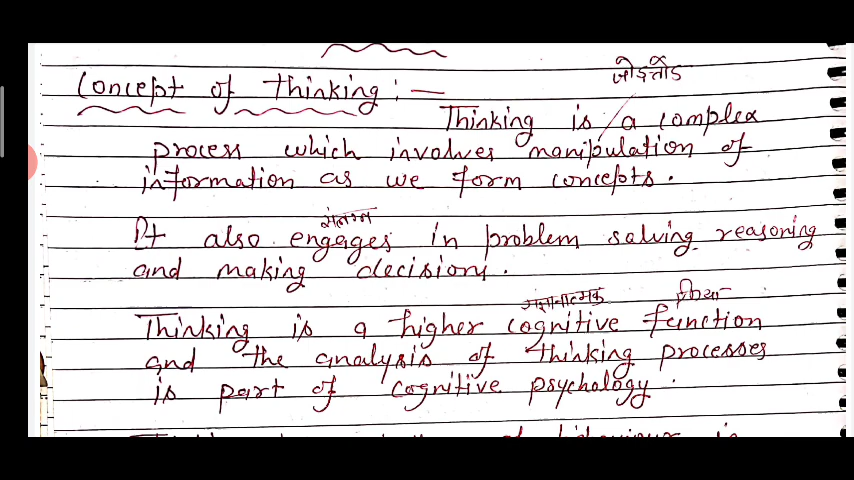 जोड़तोड़
Concept of thinking : —
Thinking is a complex
process which involves manipulation of
information as we form concepts.
संलग्न
It also engages in problem solving reasoning
and making decisions.
संज्ञानात्मक क्रिया
Thinking is a higher cognitive function
and the analysis of thinking processes
is part of cognitive psychology.